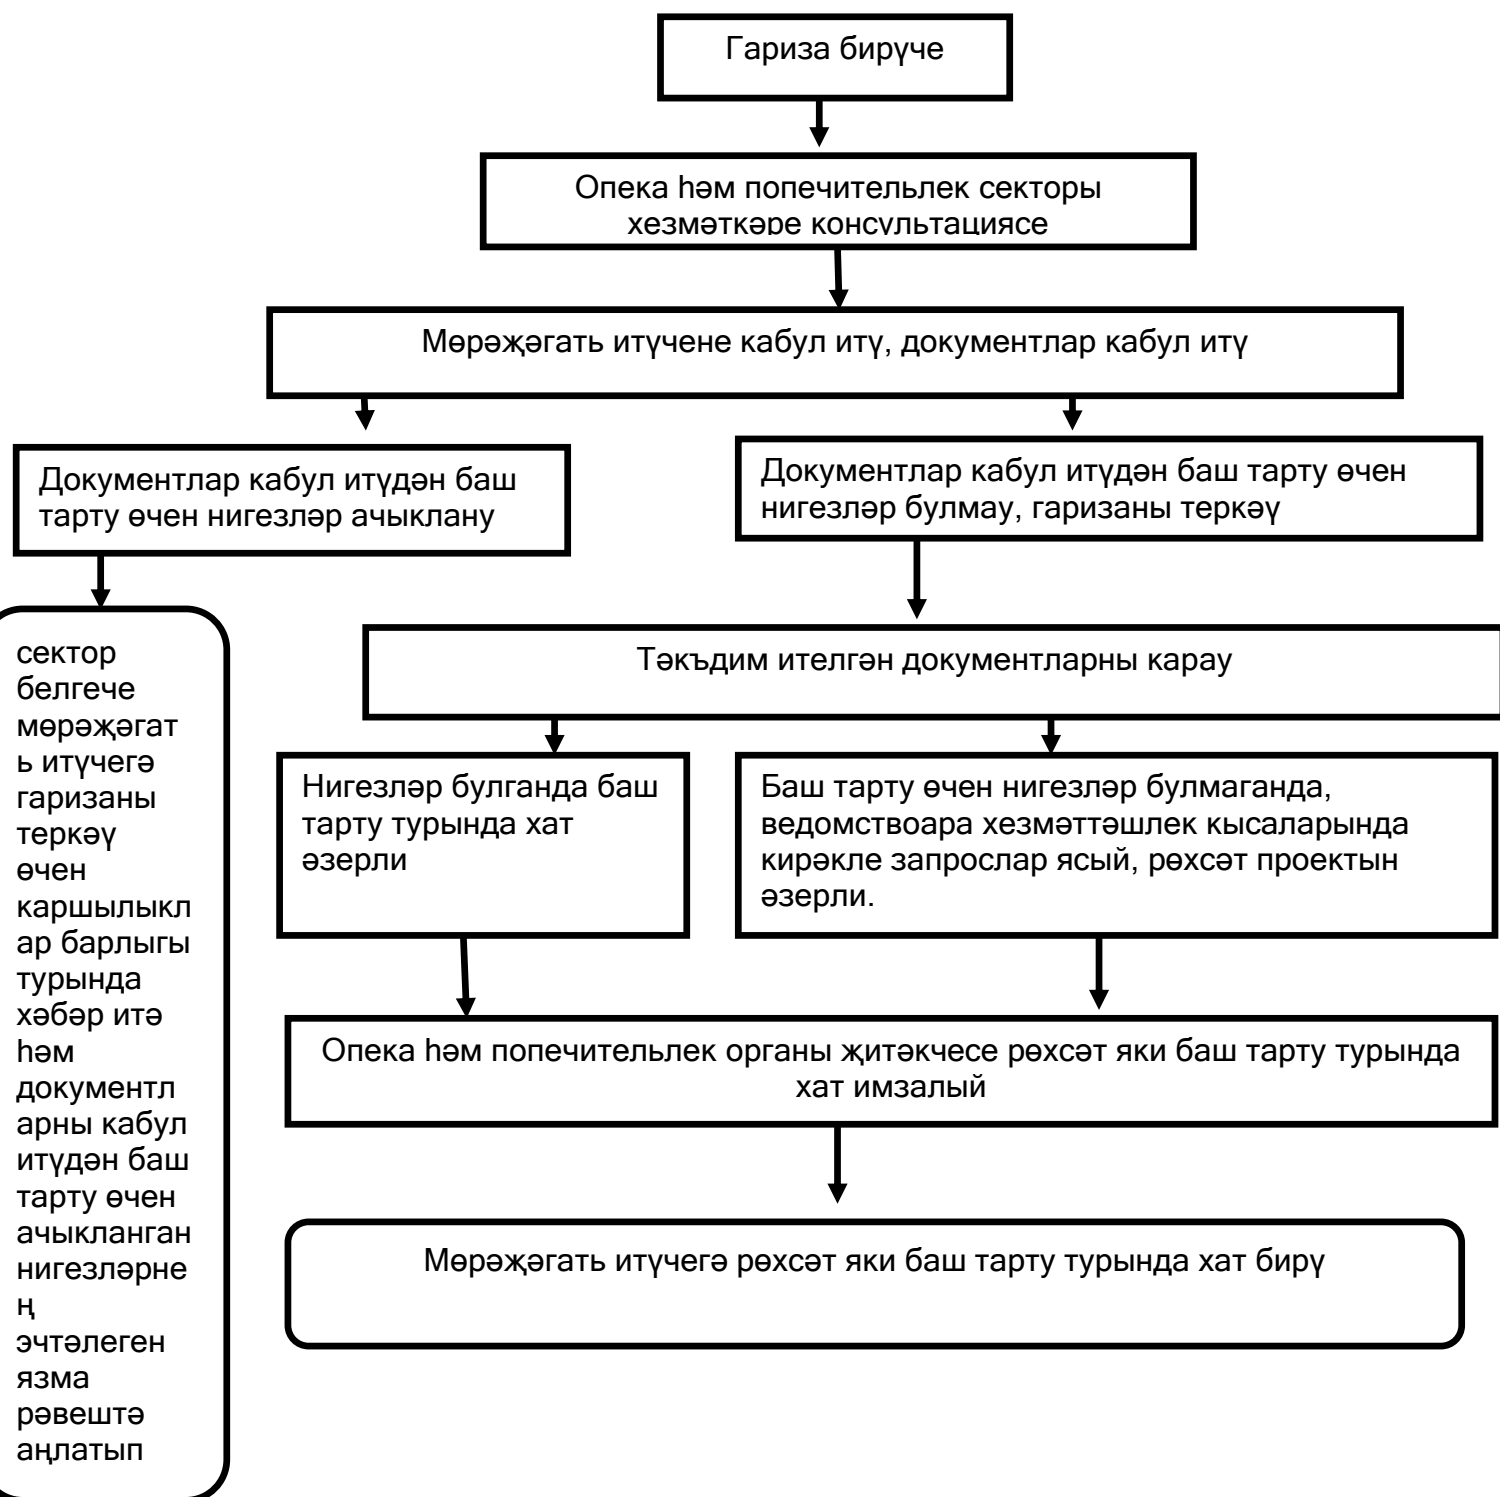 Гариза бирүче
Опека һәм попечительлек секторы
хезмәткәре консультациясе
Мөрәҗәгать итүчене кабул итү, документлар кабул итү
Документлар кабул итүдән баш
тарту өчен нигезләр ачыклану
Документлар кабул итүдән баш тарту өчен
нигезләр булмау, гаризаны теркәү
сектор
белгече
мөрәҗәгат
ь итүчегә
гаризаны
теркәү
өчен
каршылыкл
ар барлыгы
турында
хәбәр итә
һәм
документл
арны кабул
итүдән баш
тарту өчен
ачыкланган
нигезләрне
ң
эчтәлеген
язма
рәвештә
аңлатып
Тәкъдим ителгән документларны карау
Нигезләр булганда баш
тарту турында хат
әзерли
Баш тарту өчен нигезләр булмаганда,
ведомствоара хезмәттәшлек кысаларында
кирәкле запрослар ясый, рөхсәт проектын
әзерли.
Опека һәм попечительлек органы җитәкчесе рөхсәт яки баш тарту турында
хат имзалый
Мөрәҗәгать итүчегә рөхсәт яки баш тарту турында хат бирү